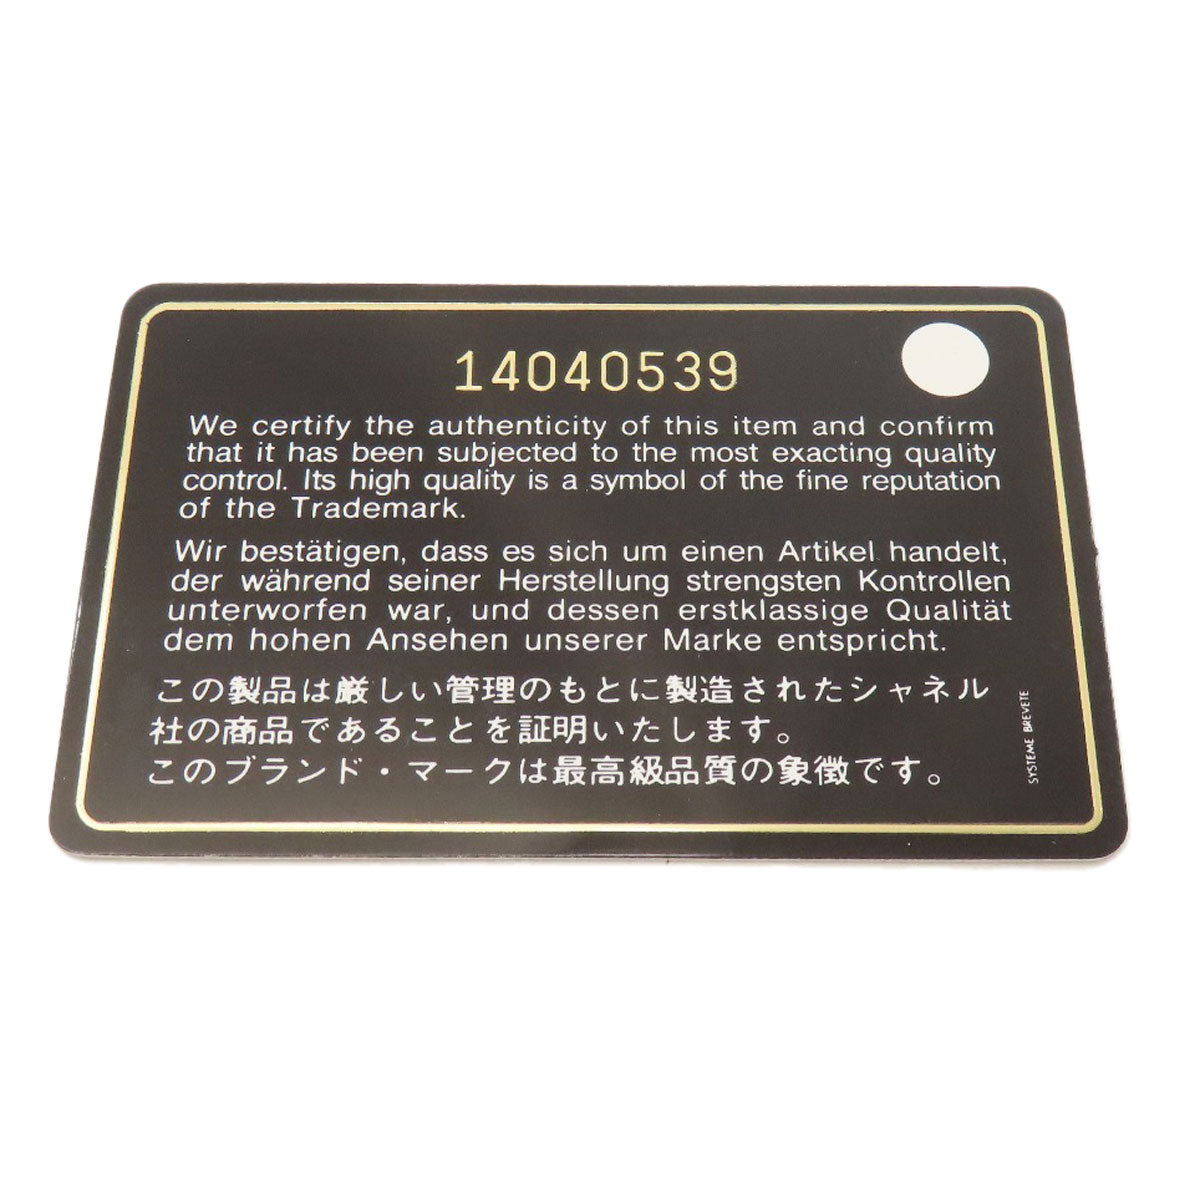 14040539
We certify the authenticity of this item and confirm
that it has been subjected to the most exacting quality
control. Its high quality is a symbol of the fine reputation
of the Trademark.
Wir bestätigen, dass es sich um einen Artikel handelt,
der während seiner Herstellung strengsten Kontrollen
unterworfen war, und dessen erstklassige Qualität
dem hohen Ansehen unserer Marke entspricht.
この製品は厳しい管理のもとに製造されたシャネル
社の商品であることを証明いたします。
このブランド・マークは最高級品質の象徴です。
SYSTEME BREVETE